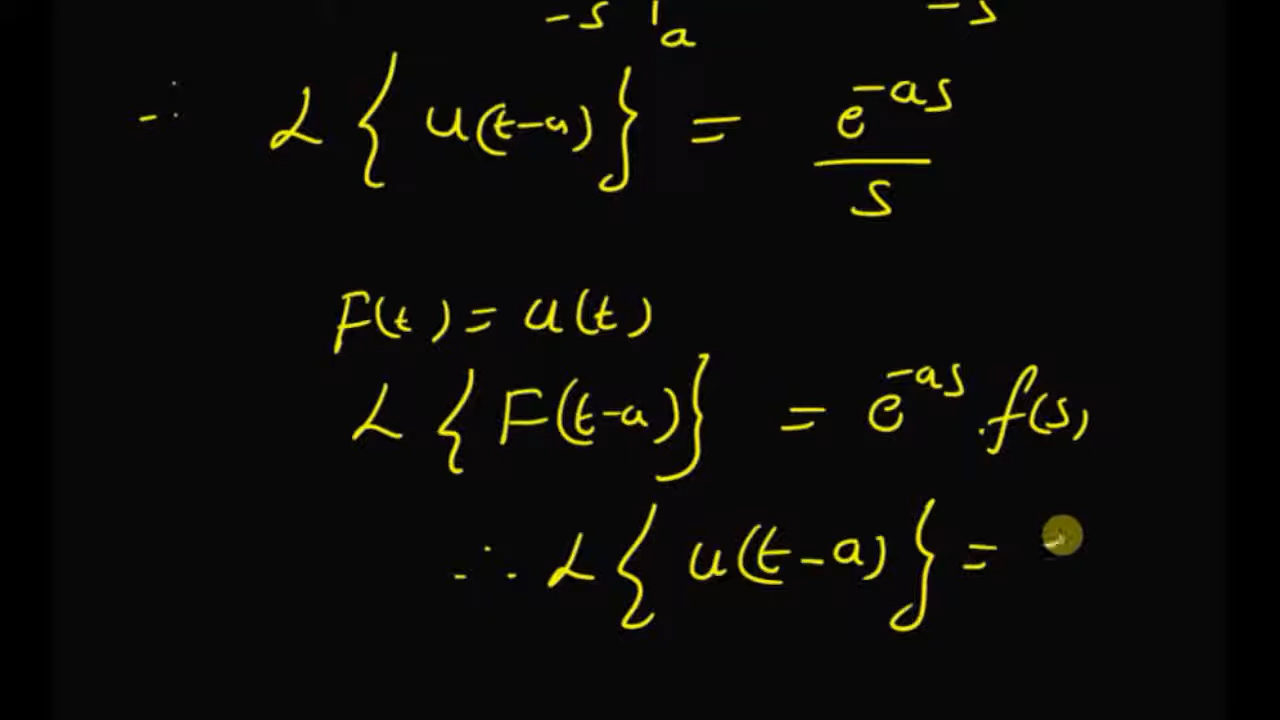 -s |a -s
∴ L { u(t-a) } = e^-as / s
F(t) = u(t)
L { F(t-a) } = e^-as . f(s)
∴ L { u(t-a) } =